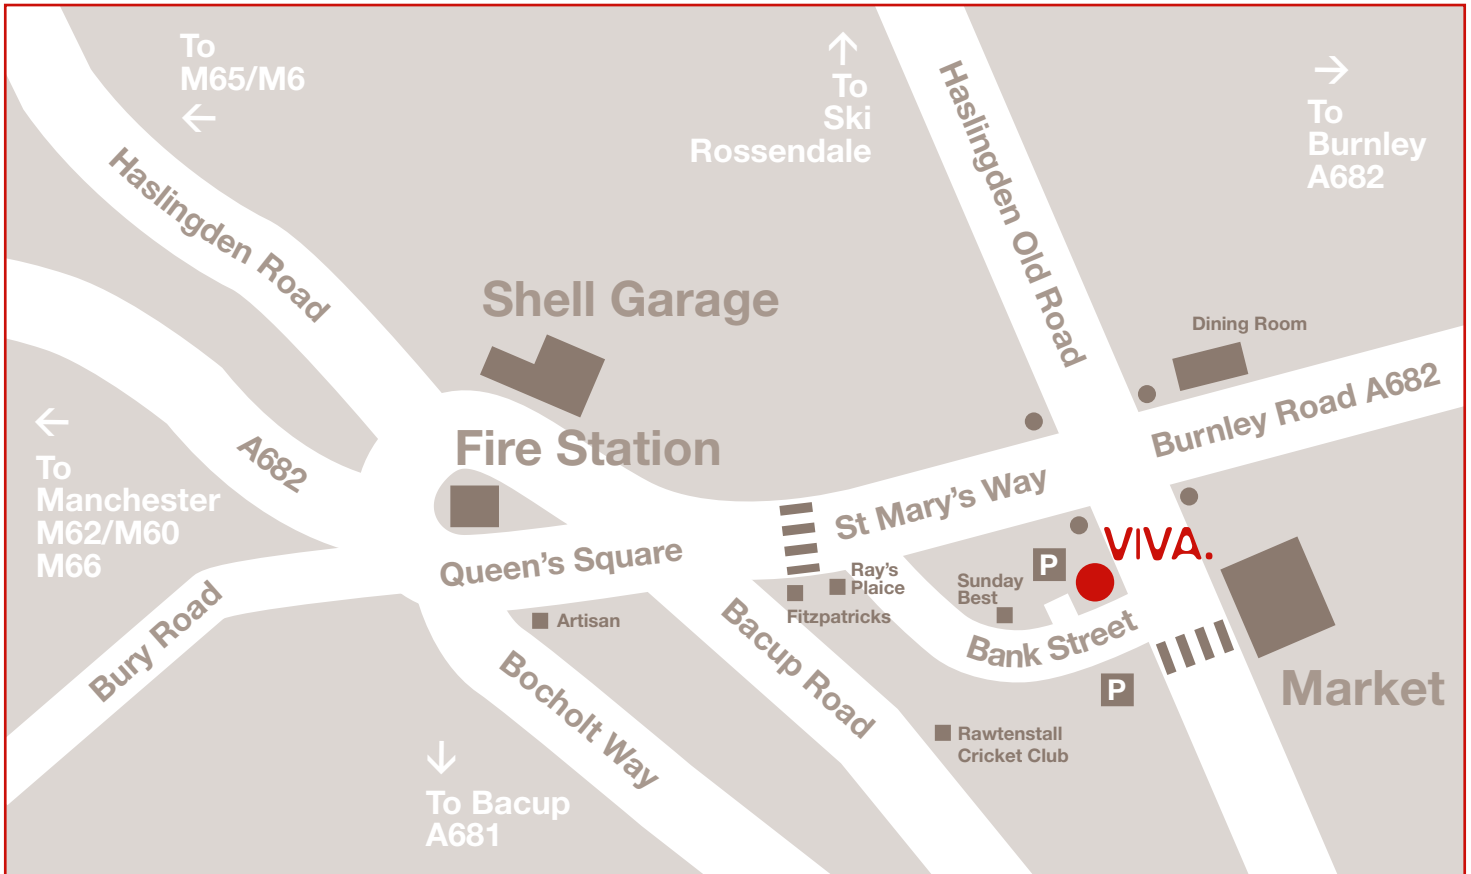 To
M65/M6
←
↑
To
Ski
Rossendale
→
To
Burnley
A682
Haslingden Road
Haslingden Old Road
Shell Garage
Dining Room
Burnley Road A682
A682
Fire Station
←
To
Manchester
M62/M60
M66
St Mary's Way
Queen's Square
VIVA.
P
Ray's
Plaice
Sunday
Best
Fitzpatricks
Artisan
Bury Road
Bank Street
Bacup Road
Bocholt Way
P
Market
Rawtenstall
Cricket Club
↓
To Bacup
A681